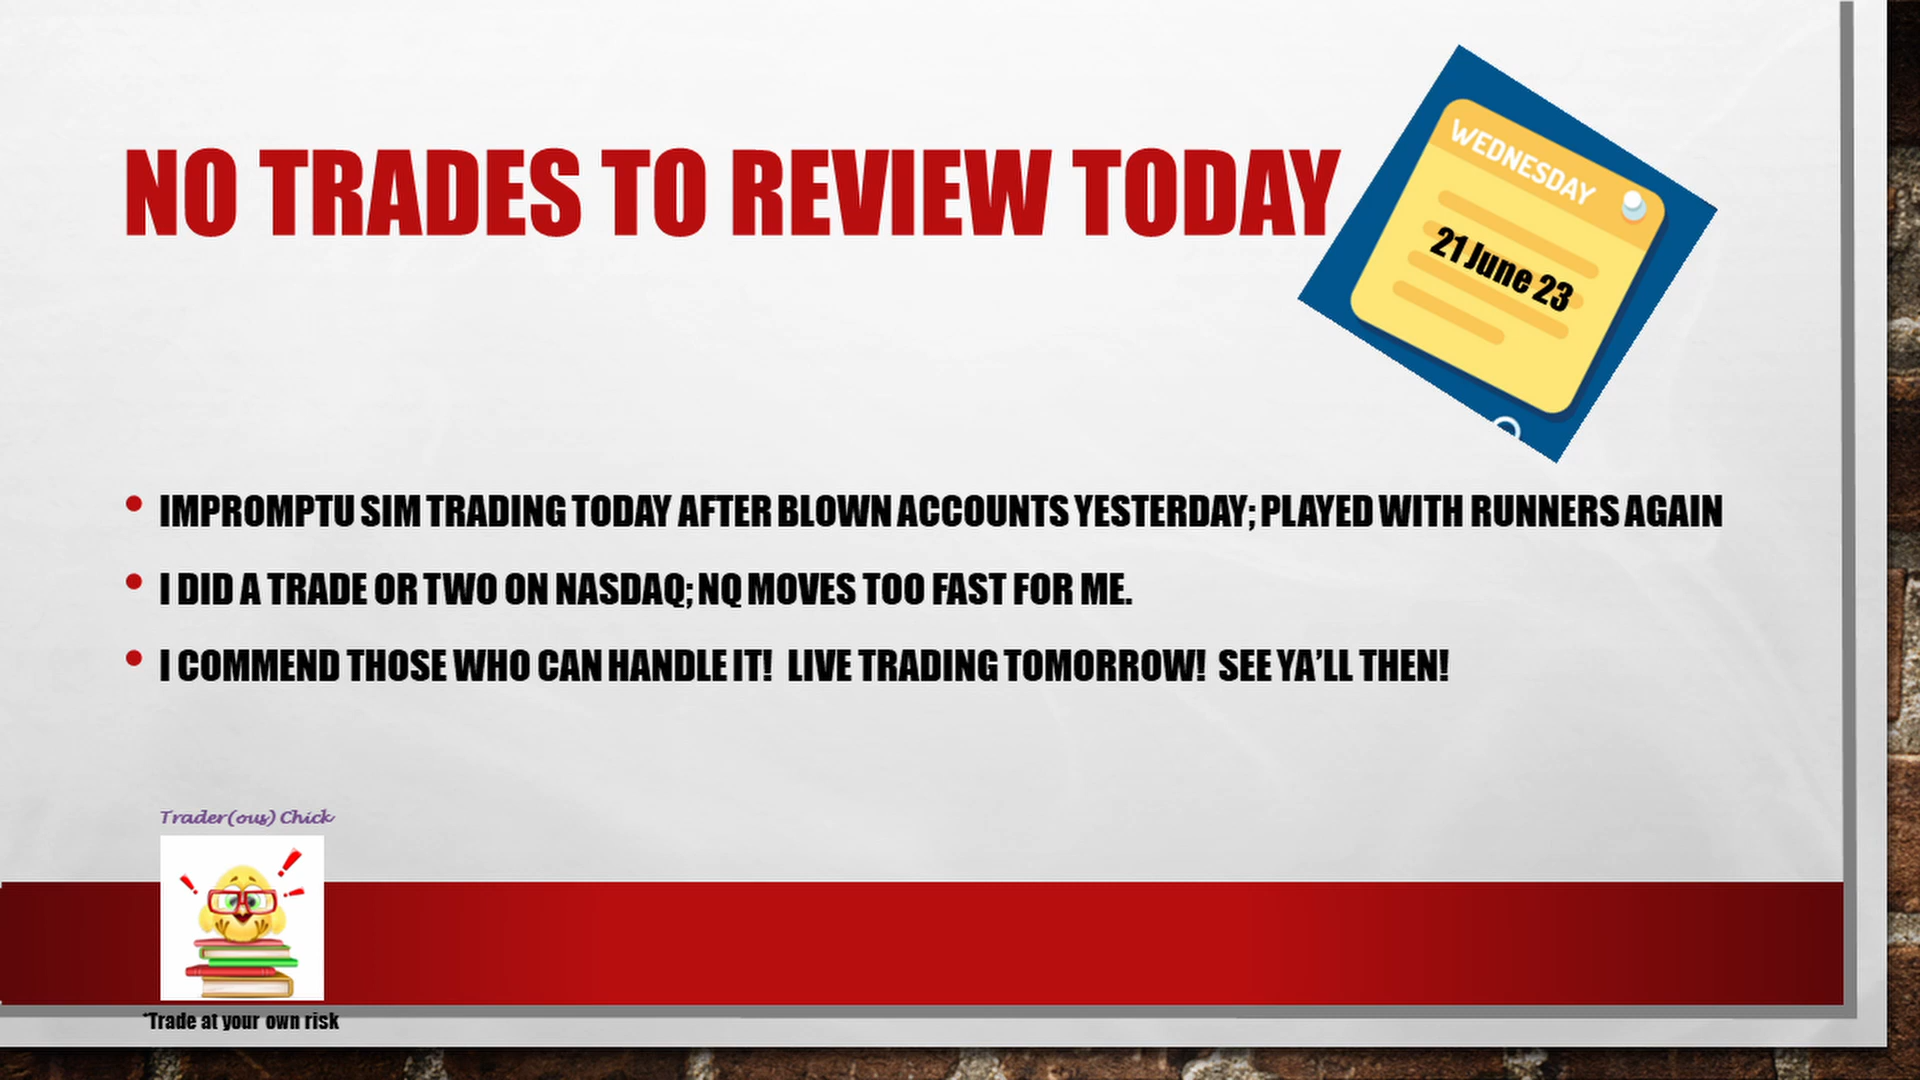 NO TRADES TO REVIEW TODAY
WEDNESDAY
21 June 23
• IMPROMPTU SIM TRADING TODAY AFTER BLOWN ACCOUNTS YESTERDAY; PLAYED WITH RUNNERS AGAIN
• I DID A TRADE OR TWO ON NASDAQ; NQ MOVES TOO FAST FOR ME.
• I COMMEND THOSE WHO CAN HANDLE IT!  LIVE TRADING TOMORROW!  SEE YA’LL THEN!
Trader(ous) Chick
*Trade at your own risk